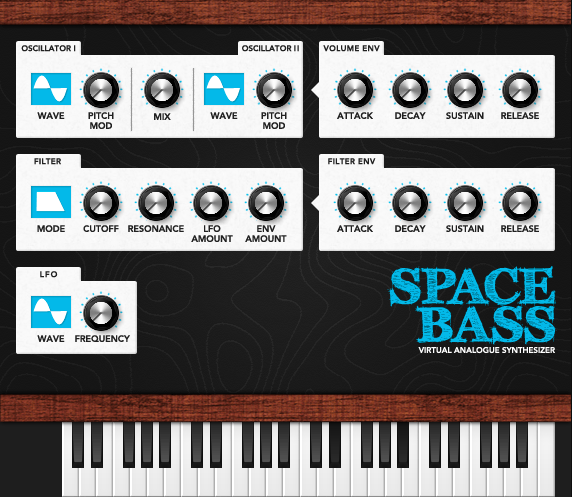 OSCILLATOR I
OSCILLATOR II
VOLUME ENV
WAVE
PITCH
MOD
MIX
WAVE
PITCH
MOD
ATTACK
DECAY
SUSTAIN
RELEASE
FILTER
FILTER ENV
MODE
CUTOFF
RESONANCE
LFO
AMOUNT
ENV
AMOUNT
ATTACK
DECAY
SUSTAIN
RELEASE
LFO
WAVE
FREQUENCY
SPACE
BASS
VIRTUAL ANALOGUE SYNTHESIZER